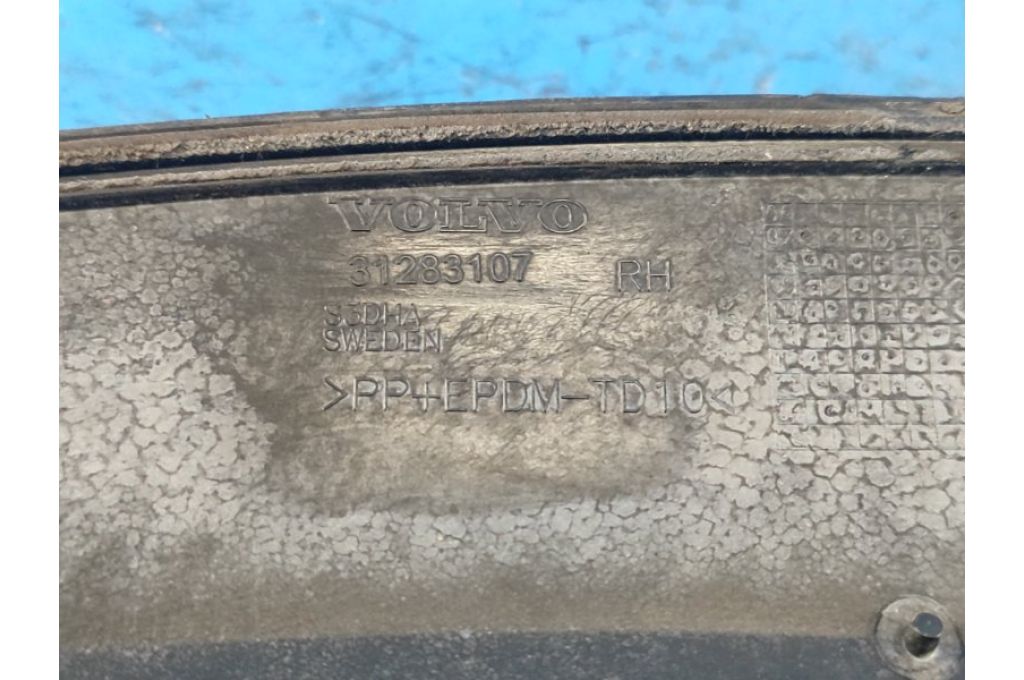 VOLVO
31283107 RH
S3DHA
SWEDEN
>PP+EPDM-TD10<